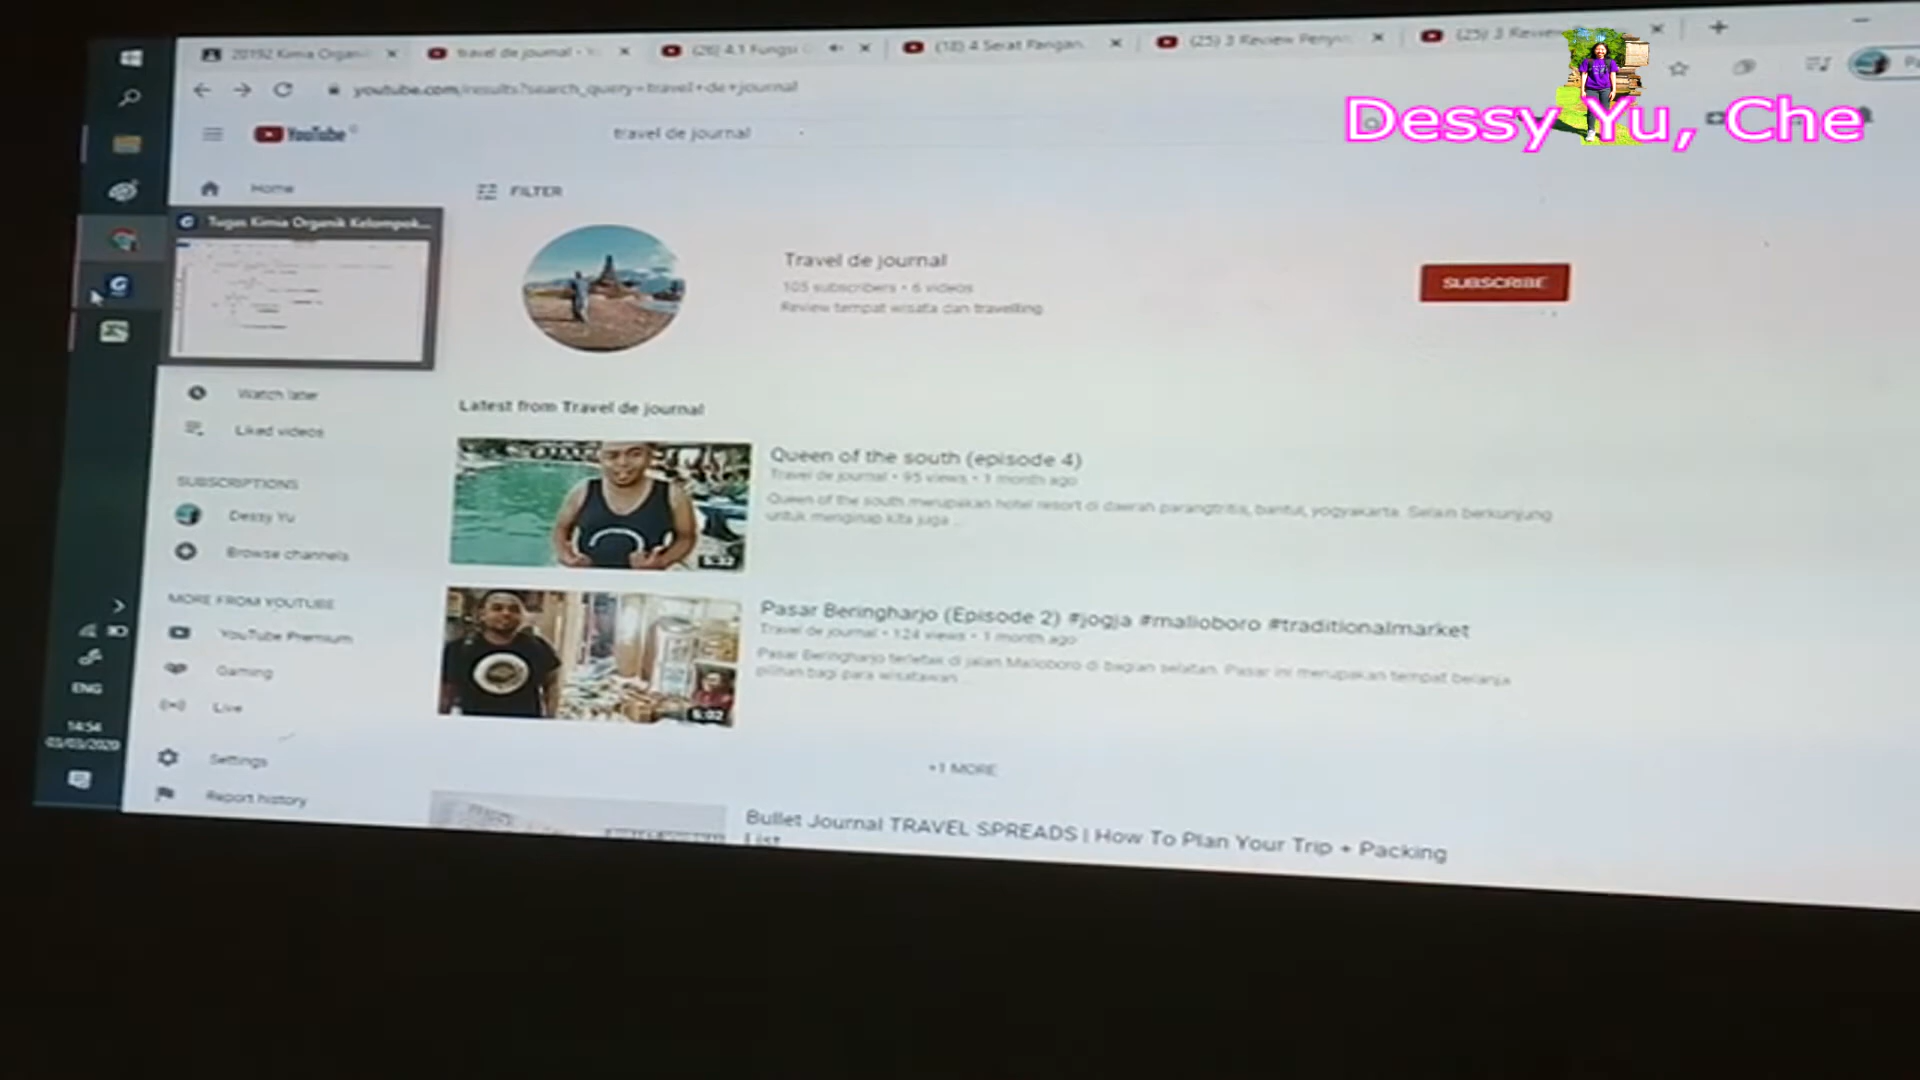 20192 Kimia Organi
travel de journal - Y
(26) 4.1 Fungsi
(18) 4 Serat Pangan
(25) 3 Review Penyi
(25) 3 Review
youtube.com/results?search_query=travel+de+journal
Dessy Yu, Che
YouTube
travel de journal
Home
FILTER
Tugas Kimia Organik Kelompok...
Travel de journal
105 subscribers • 6 videos
Review tempat wisata dan travelling
SUBSCRIBE
Watch later
Liked videos
Latest from Travel de journal
Queen of the south (episode 4)
Travel de journal • 95 views • 1 month ago
Queen of the south merupakan hotel resort di daerah parangtritis, bantul, yogyakarta. Selain berkunjung
untuk menginap kita juga ...
SUBSCRIPTIONS
Dessy Yu
Browse channels
MORE FROM YOUTUBE
YouTube Premium
Gaming
Live
Pasar Beringharjo (Episode 2) #jogja #malioboro #traditionalmarket
Travel de journal • 124 views • 1 month ago
Pasar Beringharjo terletak di jalan Malioboro di bagian selatan. Pasar ini merupakan tempat belanja
pilihan bagi para wisatawan ...
6:02
ENG
14:54
03/03/2020
Settings
Report history
+1 MORE
Bullet Journal TRAVEL SPREADS | How To Plan Your Trip + Packing
List